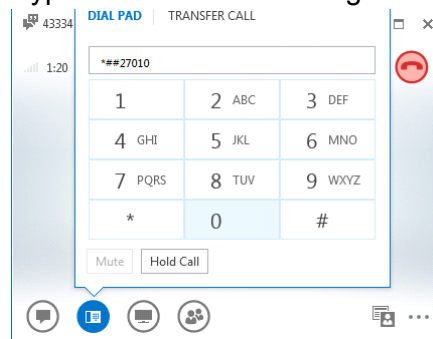 43334
DIAL PAD TRANSFER CALL
1:20
*##27010
1 2 ABC 3 DEF
4 GHI 5 JKL 6 MNO
7 PQRS 8 TUV 9 WXYZ
* 0 #
Mute Hold Call